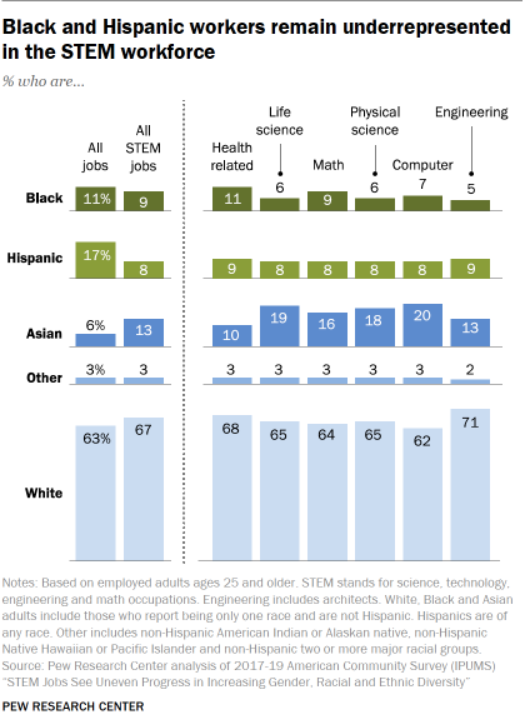 Black and Hispanic workers remain underrepresented
in the STEM workforce
% who are...
All jobs
All STEM jobs
Health related
Life science
Math
Physical science
Computer
Engineering
Black 11% 9 11 6 9 6 7 5
Hispanic 17% 8 9 8 8 8 8 9
Asian 6% 13 10 19 16 18 20 13
Other 3% 3 3 3 3 3 3 2
White 63% 67 68 65 64 65 62 71
Notes: Based on employed adults ages 25 and older. STEM stands for science, technology,
engineering and math occupations. Engineering includes architects. White, Black and Asian
adults include those who report being only one race and are not Hispanic. Hispanics are of
any race. Other includes non-Hispanic American Indian or Alaskan native, non-Hispanic
Native Hawaiian or Pacific Islander and non-Hispanic two or more major racial groups.
Source: Pew Research Center analysis of 2017-19 American Community Survey (IPUMS)
“STEM Jobs See Uneven Progress in Increasing Gender, Racial and Ethnic Diversity”
PEW RESEARCH CENTER